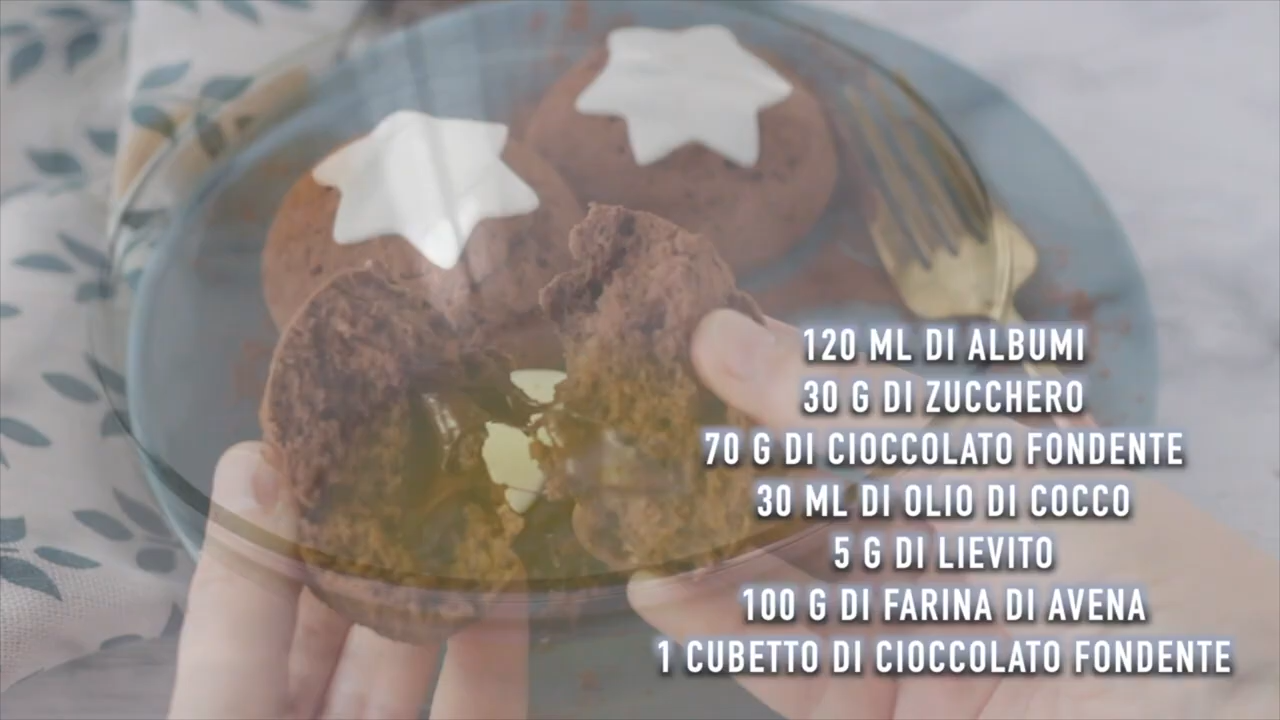 120 ML DI ALBUMI
30 G DI ZUCCHERO
70 G DI CIOCCOLATO FONDENTE
30 ML DI OLIO DI COCCO
5 G DI LIEVITO
100 G DI FARINA DI AVENA
1 CUBETTO DI CIOCCOLATO FONDENTE